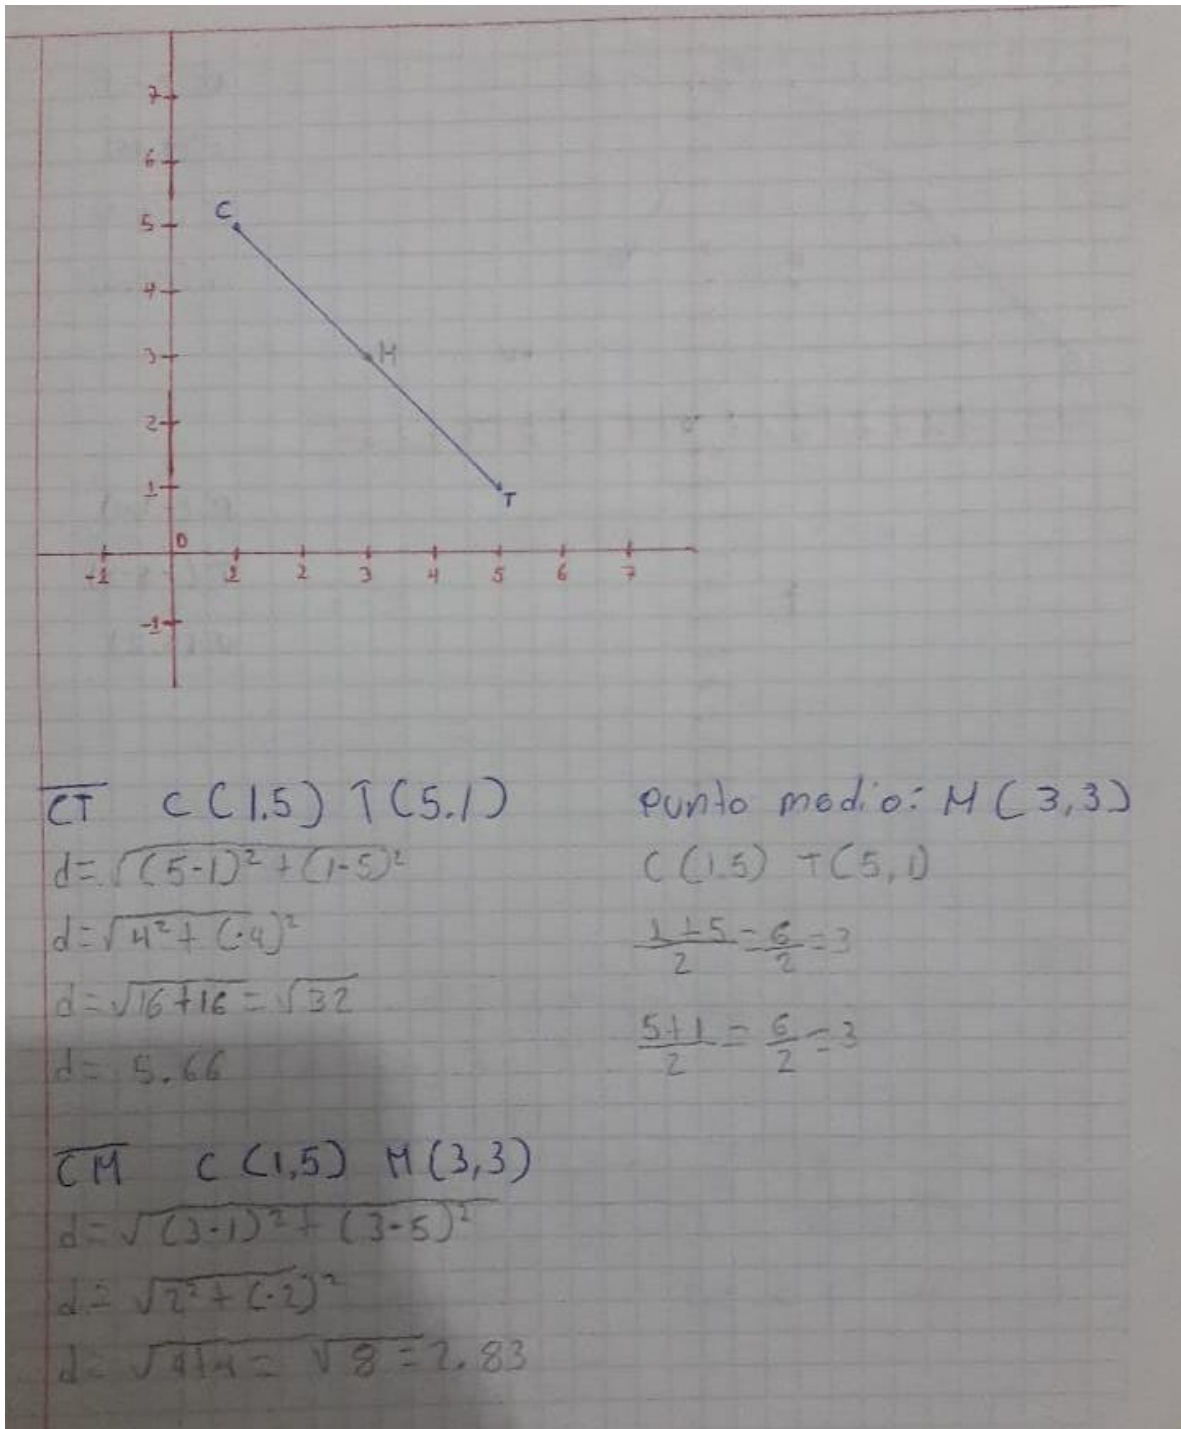 7
6
C
5
4
3 M
2
1 T
0
-1 1 2 3 4 5 6 7
-1
CT C (1,5) T (5,1)
d=√(5-1)²+(1-5)²
d=√4²+(-4)²
d=√16+16=√32
d= 5.66
Punto medio: M (3,3)
C (1,5) T (5,1)
1+5/2=6/2=3
5+1/2=6/2=3
CM C (1,5) M (3,3)
d=√(3-1)²+(3-5)²
d=√2²+(-2)²
d=√4+4=√8=2.83